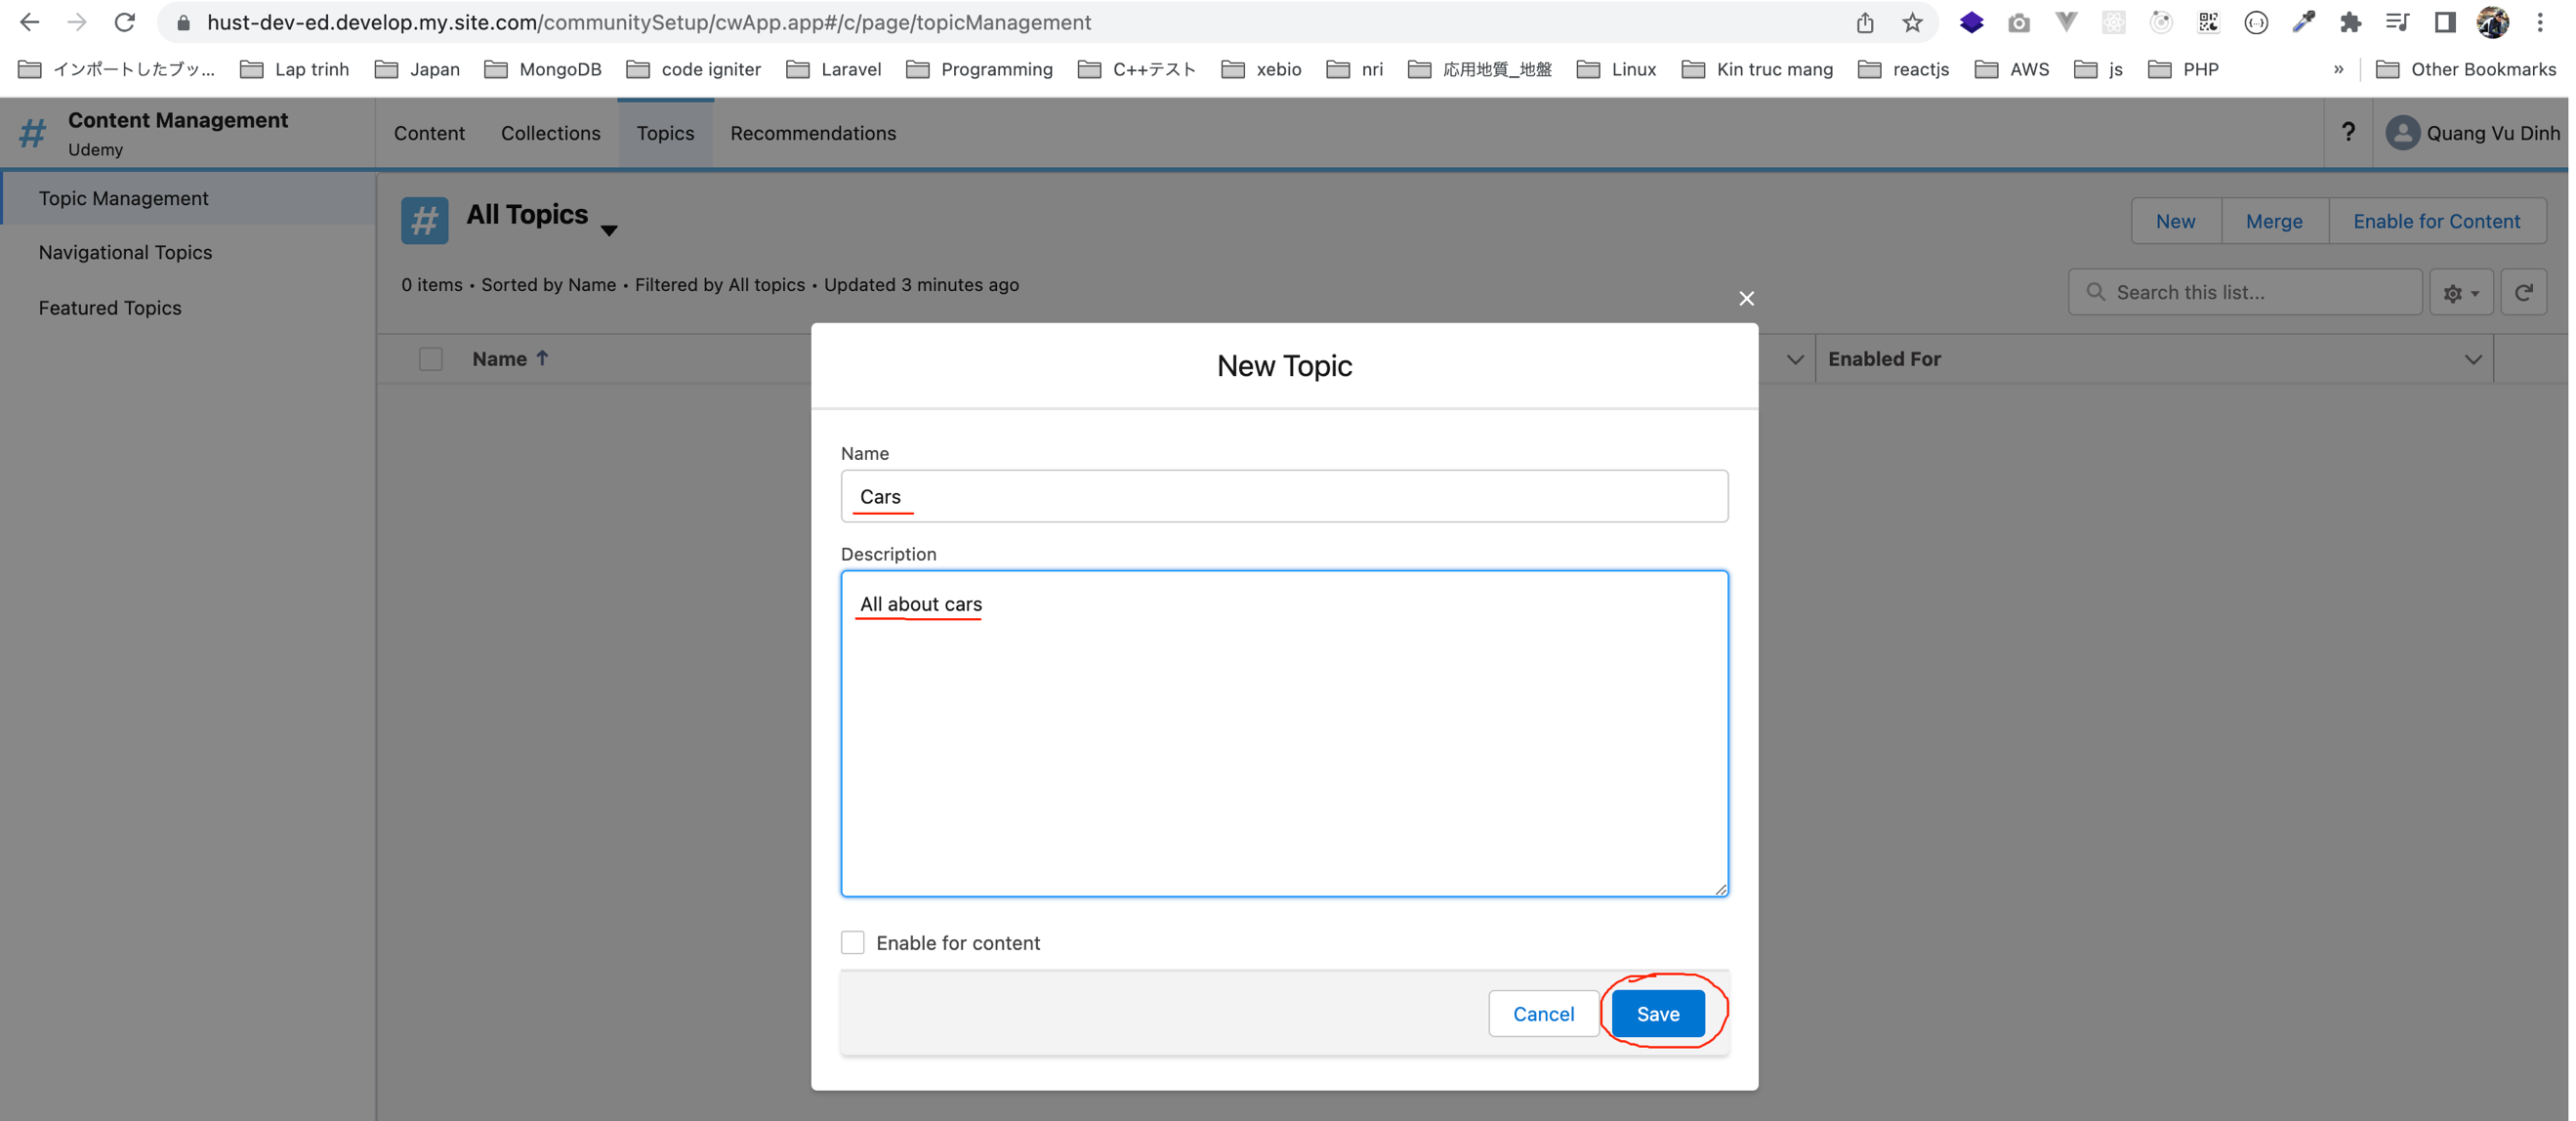 hust-dev-ed.develop.my.site.com/communitySetup/cwApp.app#/c/page/topicManagement
インポートしたブッ... Lap trinh Japan MongoDB code igniter Laravel Programming C++テスト xebio nri 応用地質_地盤 Linux Kin truc mang reactjs AWS js PHP » Other Bookmarks
Content Management
Udemy
Content Collections Topics Recommendations
? Quang Vu Dinh
Topic Management
Navigational Topics
Featured Topics
# All Topics
New Merge Enable for Content
0 items • Sorted by Name • Filtered by All topics • Updated 3 minutes ago
Search this list...
Name Enabled For
New Topic
Name
Cars
Description
All about cars
Enable for content
Cancel Save